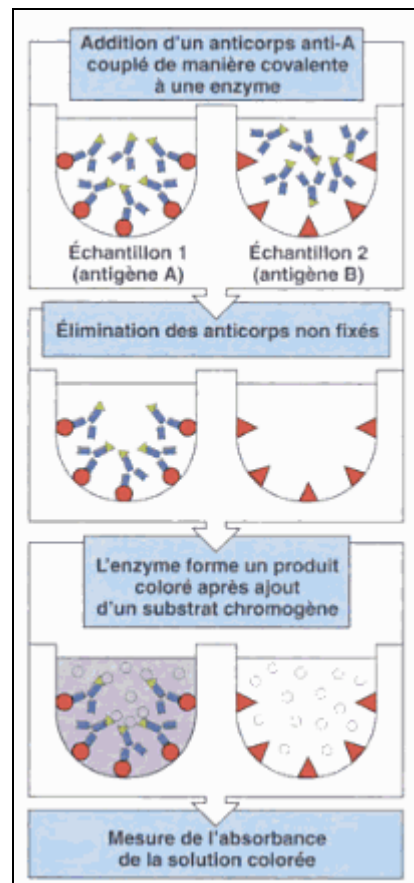 Addition d'un anticorps anti-A
couplé de manière covalente
à une enzyme
Échantillon 1
(antigène A)
Échantillon 2
(antigène B)
Élimination des anticorps non fixés
L'enzyme forme un produit
coloré après ajout
d'un substrat chromogène
Mesure de l'absorbance
de la solution colorée